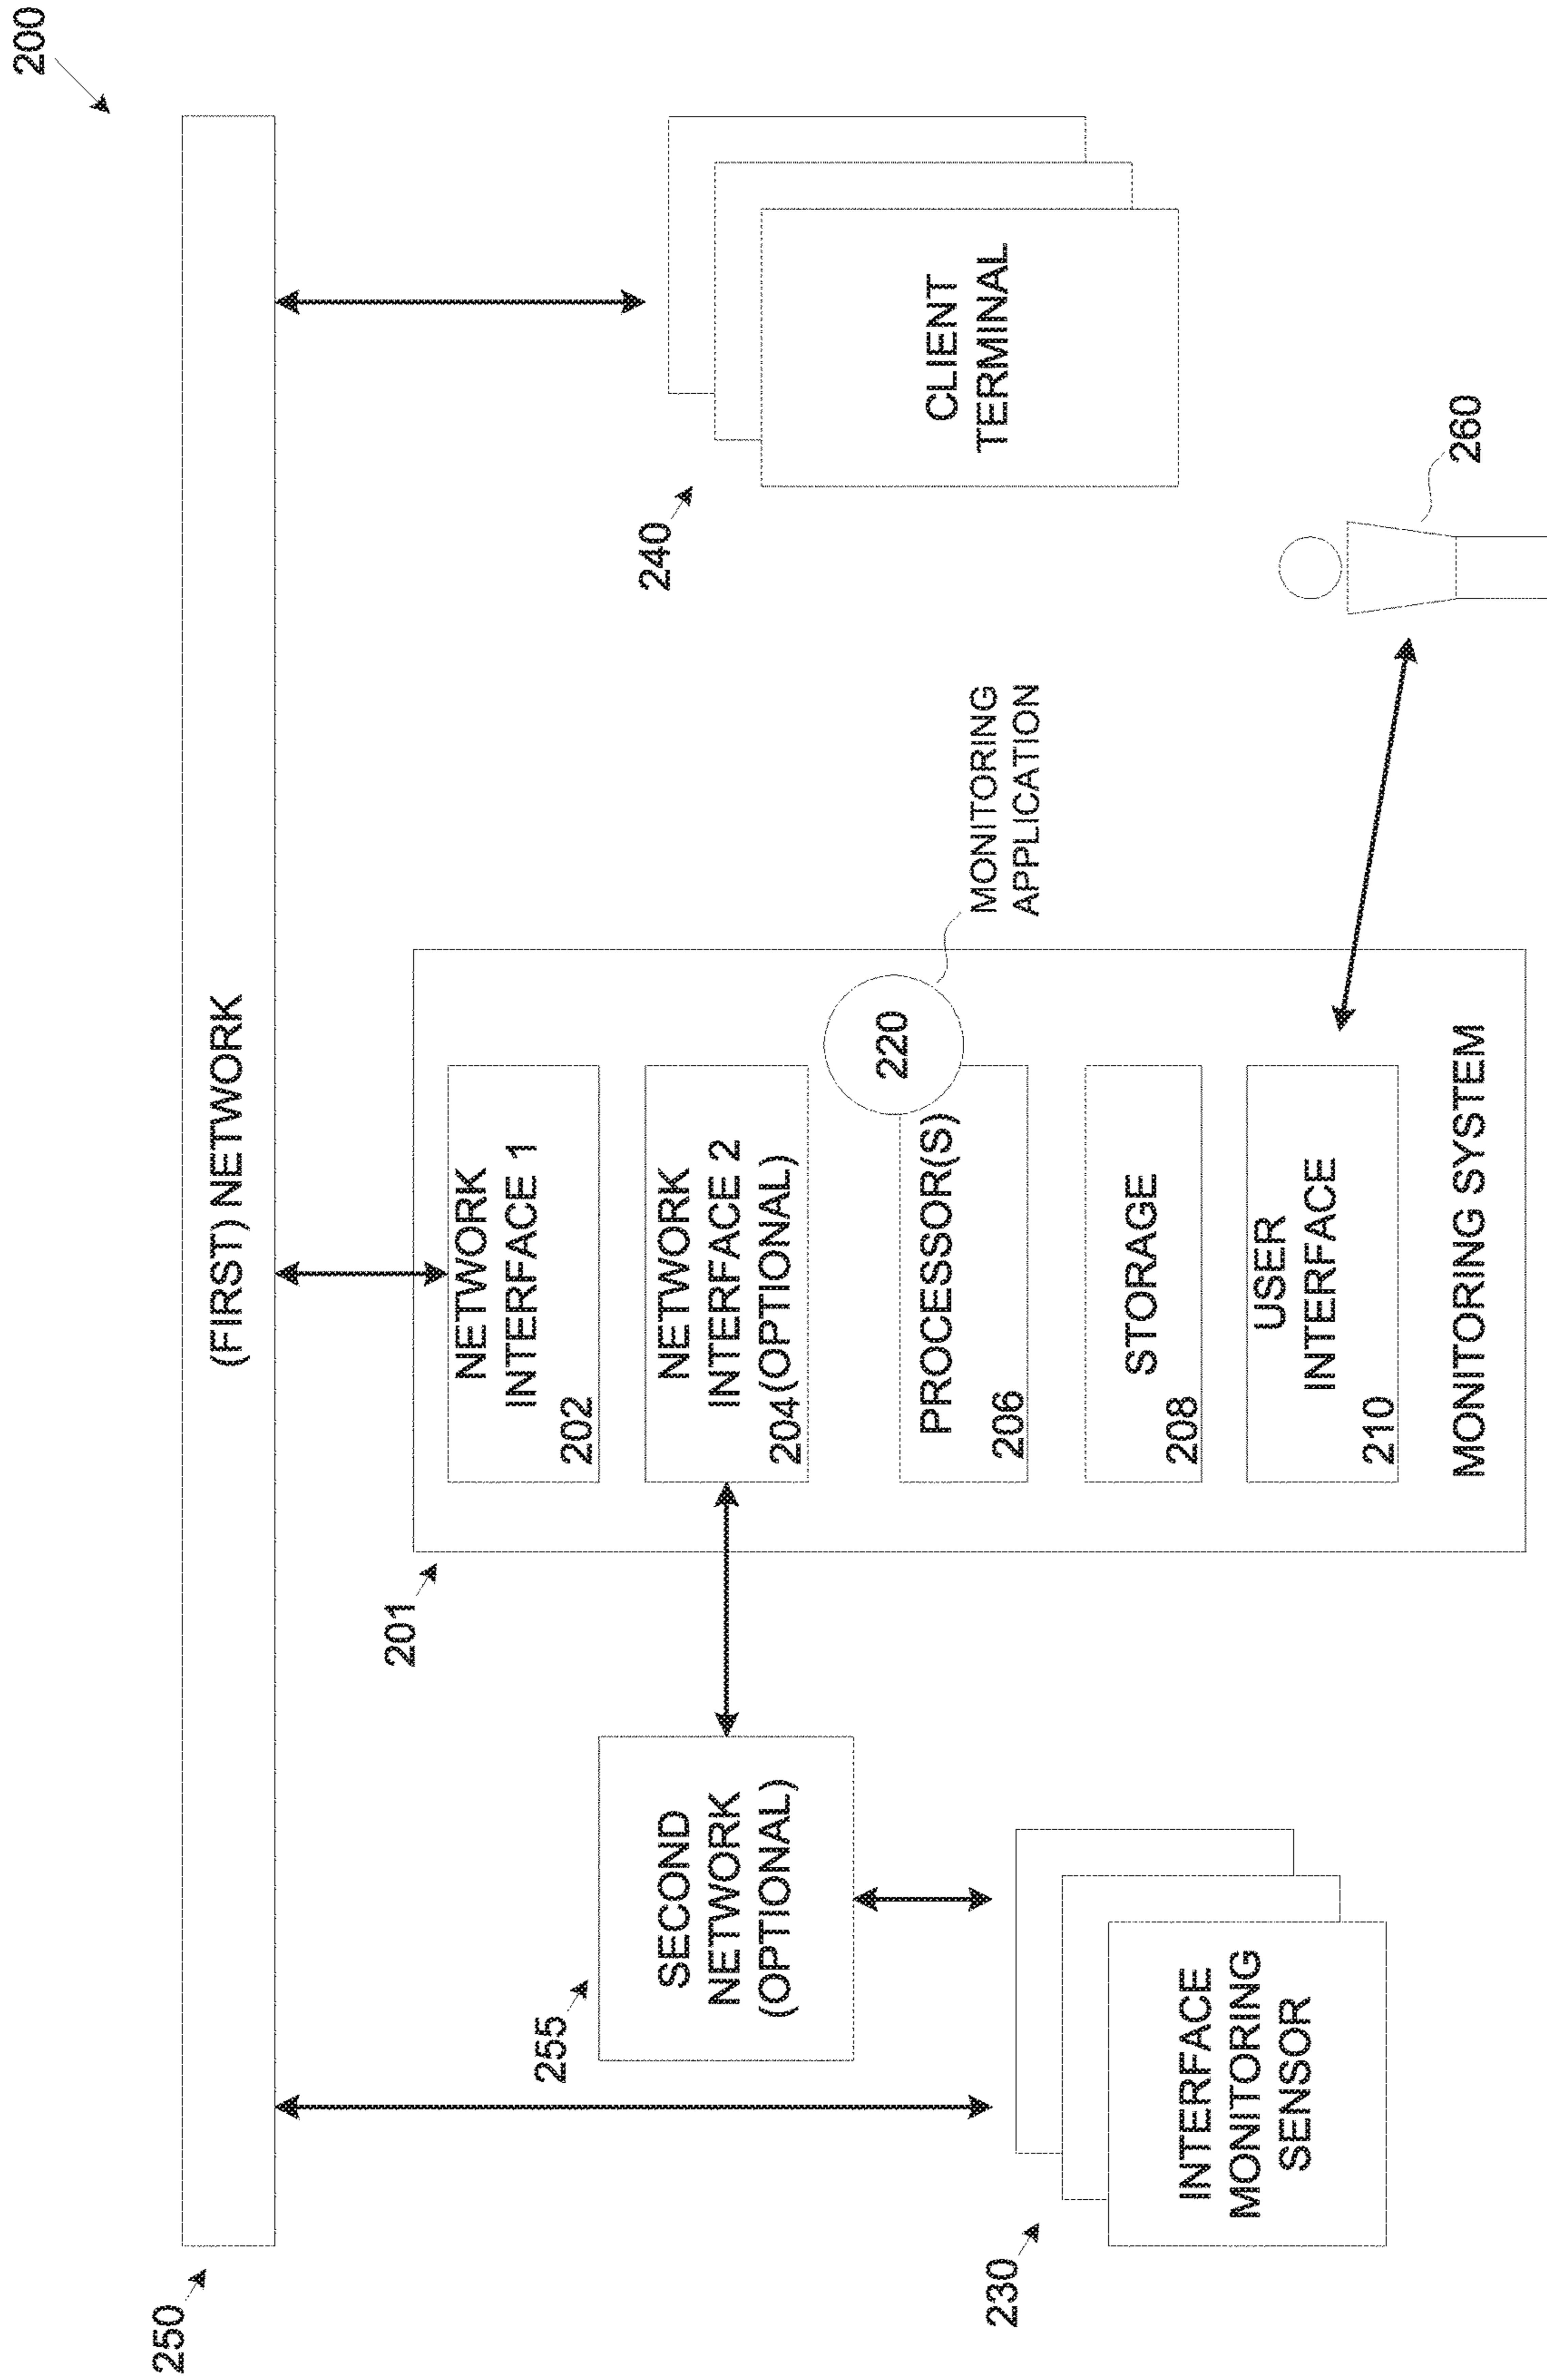 200
250
(FIRST) NETWORK
201
NETWORK
INTERFACE 1
202
NETWORK
INTERFACE 2
204(OPTIONAL)
220
MONITORING
APPLICATION
PROCESSOR(S)
206
STORAGE
208
USER
INTERFACE
210
MONITORING SYSTEM
255
SECOND
NETWORK
(OPTIONAL)
230
INTERFACE
MONITORING
SENSOR
240
CLIENT
TERMINAL
260